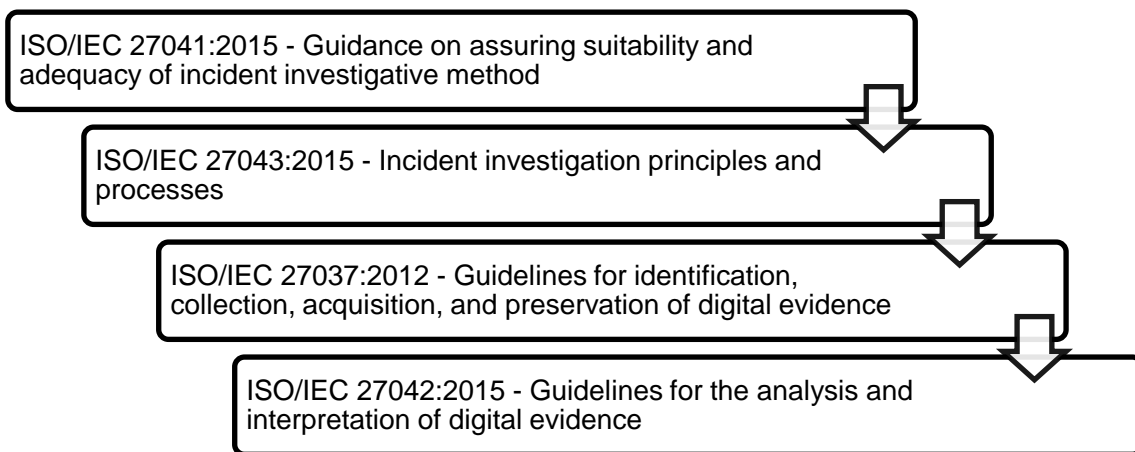 ISO/IEC 27041:2015 - Guidance on assuring suitability and
adequacy of incident investigative method
ISO/IEC 27043:2015 - Incident investigation principles and
processes
ISO/IEC 27037:2012 - Guidelines for identification,
collection, acquisition, and preservation of digital evidence
ISO/IEC 27042:2015 - Guidelines for the analysis and
interpretation of digital evidence